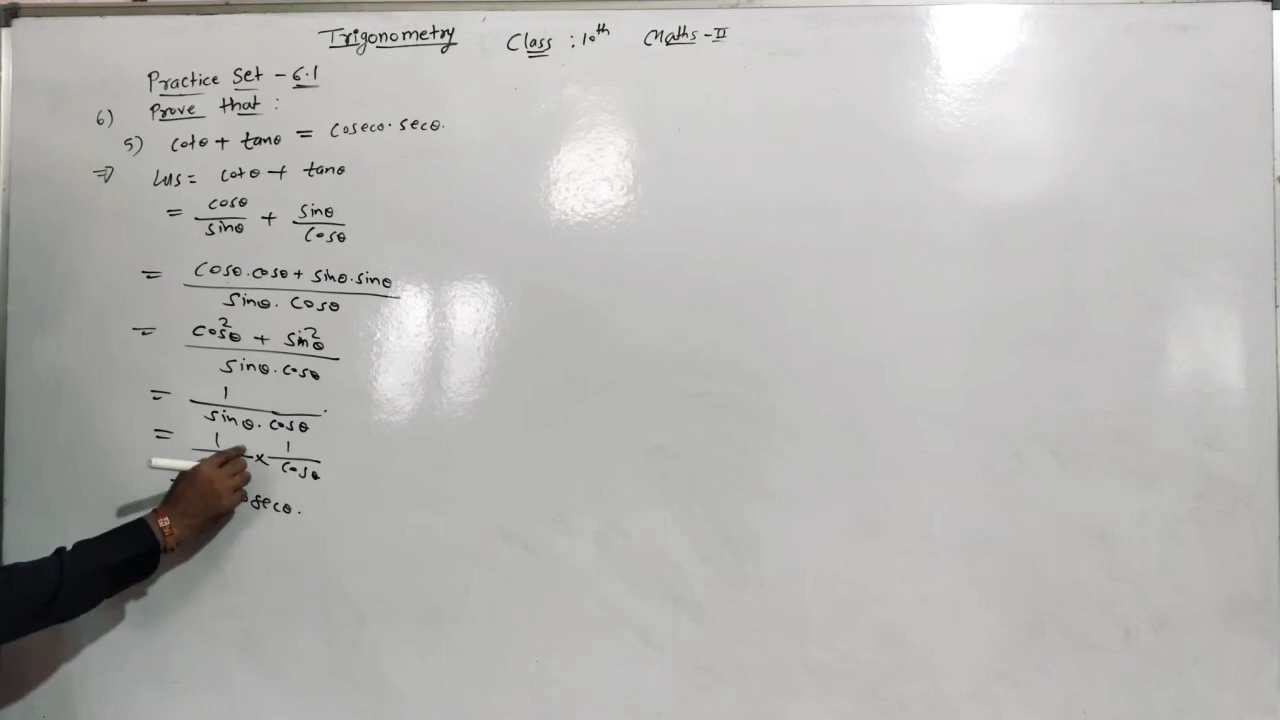 Trigonometry Class : 10th Maths-II
Practice Set - 6.1
6) Prove that :
5) cotθ + tanθ = cosecθ.secθ.
⇒ LHS = cotθ + tanθ
= cosθ/sinθ + sinθ/cosθ
= cosθ.cosθ + sinθ.sinθ / sinθ.cosθ
= cos²θ + sin²θ / sinθ.cosθ
= 1 / sinθ.cosθ
= 1 × 1/cosθ
secθ.